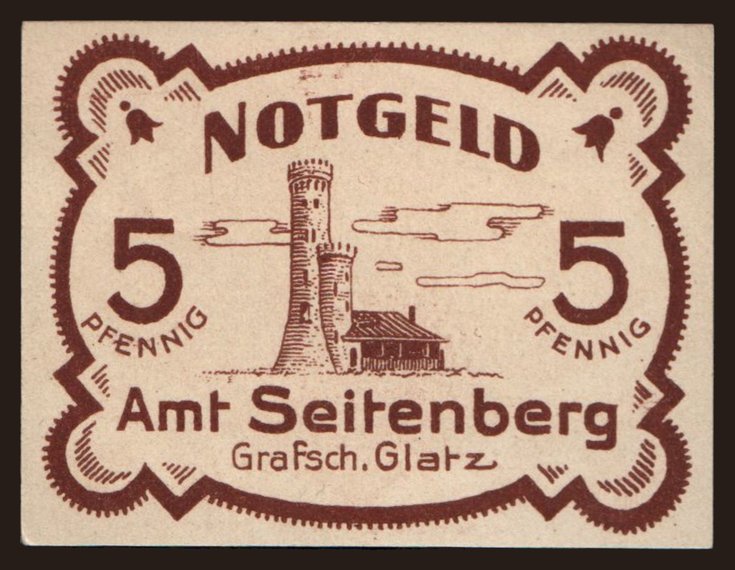 NOTGELD
5 5
PFENNIG PFENNIG
Amt Seitenberg
Grafsch. Glatz